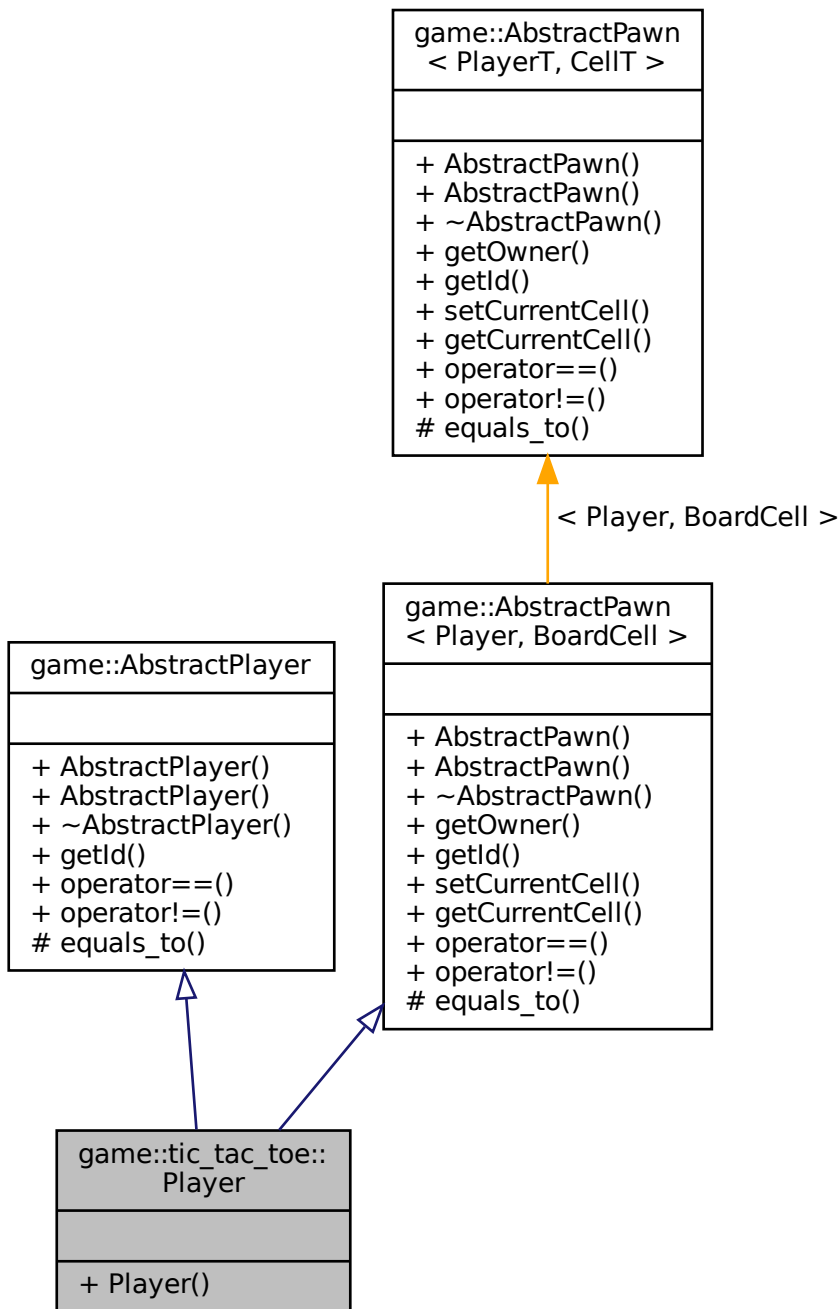 game::AbstractPawn
< PlayerT, CellT >
+ AbstractPawn()
+ AbstractPawn()
+ ~AbstractPawn()
+ getOwner()
+ getId()
+ setCurrentCell()
+ getCurrentCell()
+ operator==()
+ operator!=()
# equals_to()
< Player, BoardCell >
game::AbstractPawn
< Player, BoardCell >
+ AbstractPawn()
+ AbstractPawn()
+ ~AbstractPawn()
+ getOwner()
+ getId()
+ setCurrentCell()
+ getCurrentCell()
+ operator==()
+ operator!=()
# equals_to()
game::AbstractPlayer
+ AbstractPlayer()
+ AbstractPlayer()
+ ~AbstractPlayer()
+ getId()
+ operator==()
+ operator!=()
# equals_to()
game::tic_tac_toe::
Player
+ Player()